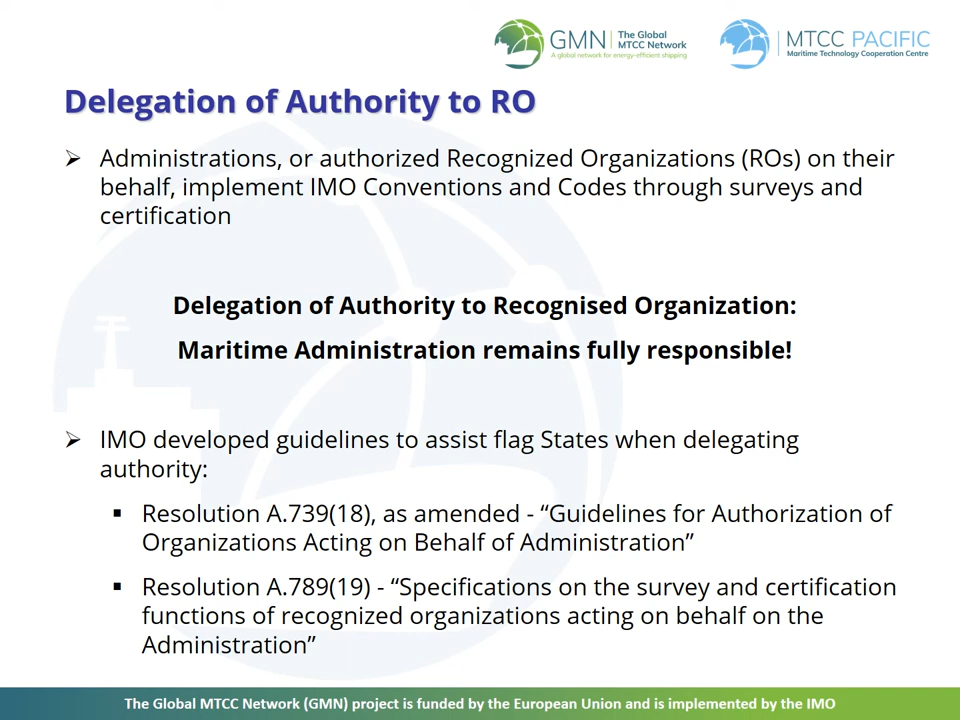 GMN
The Global
MTCC Network
A global network for energy-efficient shipping
MTCC PACIFIC
Maritime Technology Cooperation Centre
Delegation of Authority to RO
Administrations, or authorized Recognized Organizations (ROs) on their
behalf, implement IMO Conventions and Codes through surveys and
certification
Delegation of Authority to Recognised Organization:
Maritime Administration remains fully responsible!
IMO developed guidelines to assist flag States when delegating
authority:
Resolution A.739(18), as amended - “Guidelines for Authorization of
Organizations Acting on Behalf of Administration”
Resolution A.789(19) - “Specifications on the survey and certification
functions of recognized organizations acting on behalf on the
Administration”
The Global MTCC Network (GMN) project is funded by the European Union and is implemented by the IMO